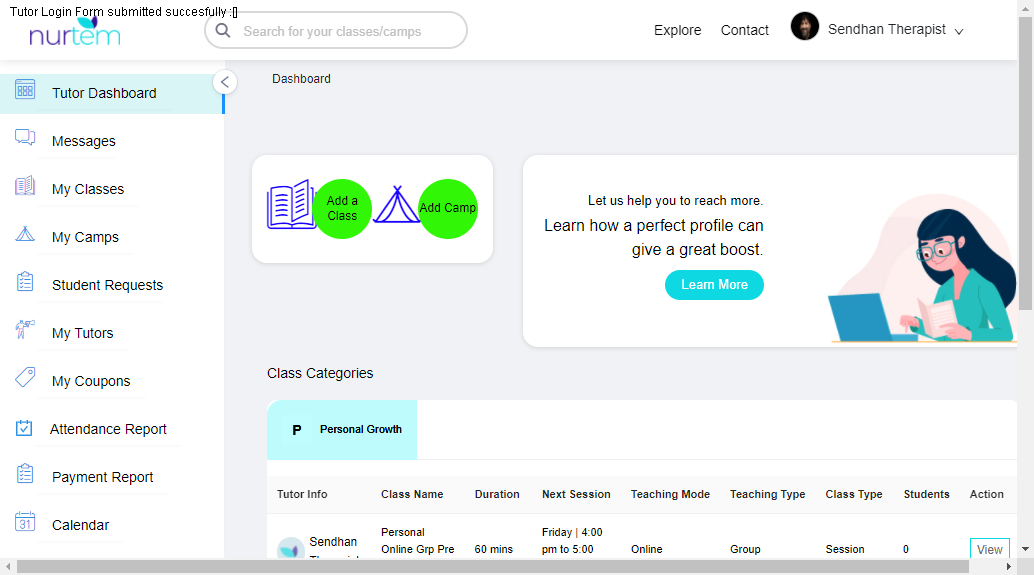 Tutor Login Form submitted succesfully :[]
nurtem
Search for your classes/camps
Explore
Contact
Sendhan Therapist
Tutor Dashboard
Messages
My Classes
My Camps
Student Requests
My Tutors
My Coupons
Attendance Report
Payment Report
31
Calendar
Dashboard
Add a
Class
Add Camp
Let us help you to reach more.
Learn how a perfect profile can
give a great boost.
Learn More
Class Categories
P Personal Growth
Tutor Info Class Name Duration Next Session Teaching Mode Teaching Type Class Type Students Action
Sendhan
Personal
Online Grp Pre
60 mins
Friday | 4:00
pm to 5:00
Online
Group
Session
0
View